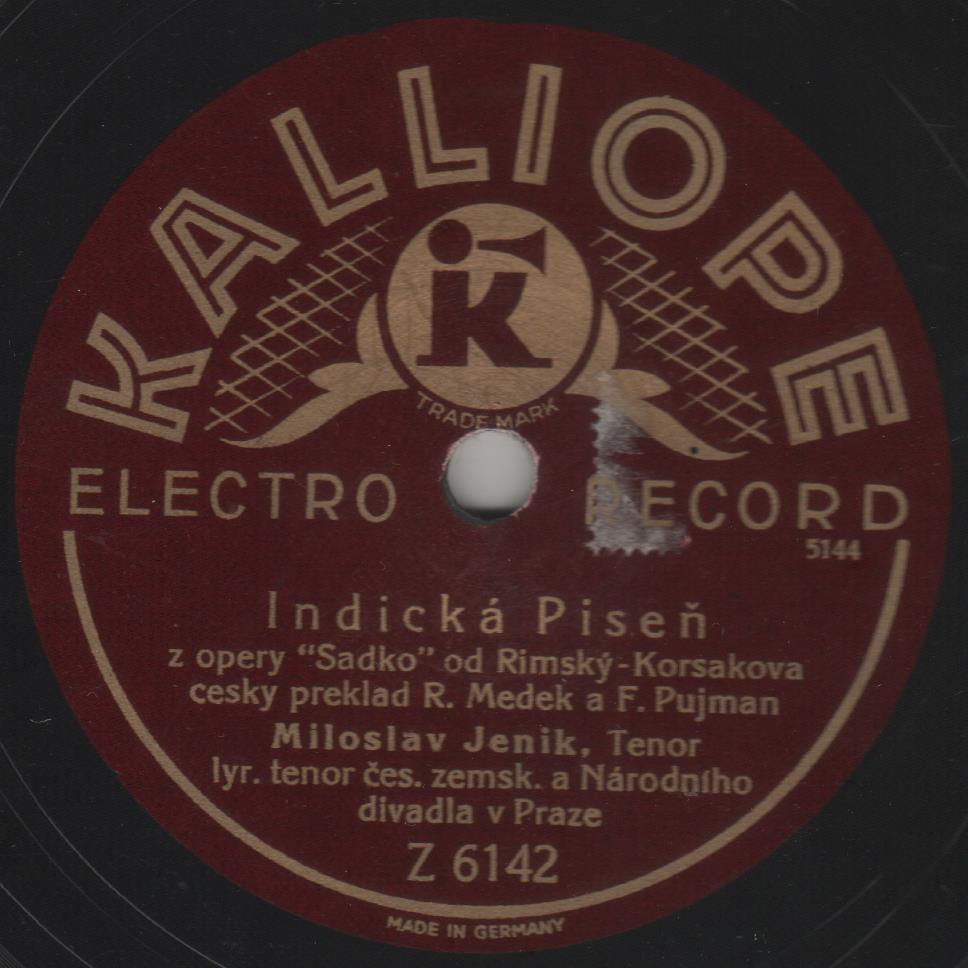 KALLIOPE
K
TRADE MARK
ELECTRO RECORD
5144
Indická Piseň
z opery “Sadko” od Rimský-Korsakova
cesky preklad R. Medek a F. Pujman
Miloslav Jenik, Tenor
lyr. tenor čes. zemsk. a Národního
divadla v Praze
Z 6142
MADE IN GERMANY